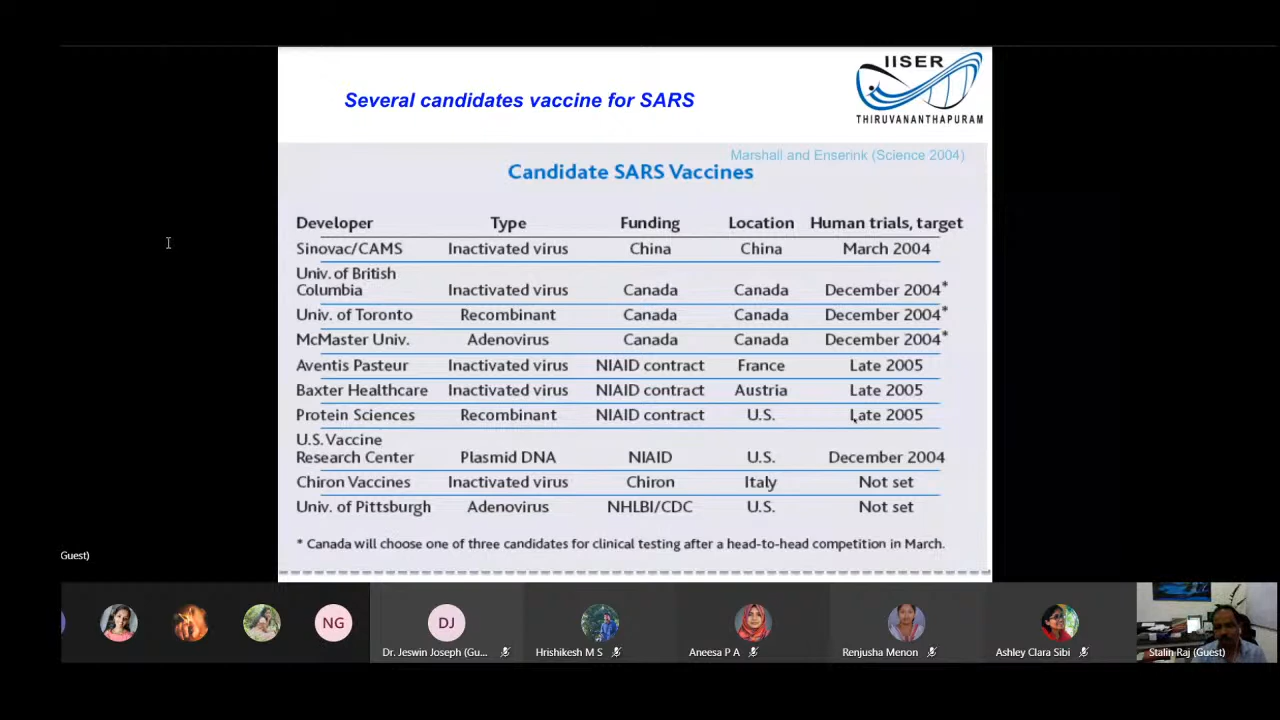 IISER
THIRUVANANTHAPURAM
Several candidates vaccine for SARS
Marshall and Enserink (Science 2004)
Candidate SARS Vaccines
Developer Type Funding Location Human trials, target
Sinovac/CAMS Inactivated virus China China March 2004
Univ. of British
Columbia Inactivated virus Canada Canada December 2004*
Univ. of Toronto Recombinant Canada Canada December 2004*
McMaster Univ. Adenovirus Canada Canada December 2004*
Aventis Pasteur Inactivated virus NIAID contract France Late 2005
Baxter Healthcare Inactivated virus NIAID contract Austria Late 2005
Protein Sciences Recombinant NIAID contract U.S. Late 2005
U.S. Vaccine
Research Center Plasmid DNA NIAID U.S. December 2004
Chiron Vaccines Inactivated virus Chiron Italy Not set
Univ. of Pittsburgh Adenovirus NHLBI/CDC U.S. Not set
* Canada will choose one of three candidates for clinical testing after a head-to-head competition in March.
Guest)
NG
DJ
Dr. Jeswin Joseph (Gu...
Hrishikesh M S
Aneesa P A
Renjusha Menon
Ashley Clara Sibi
Stalin Raj (Guest)